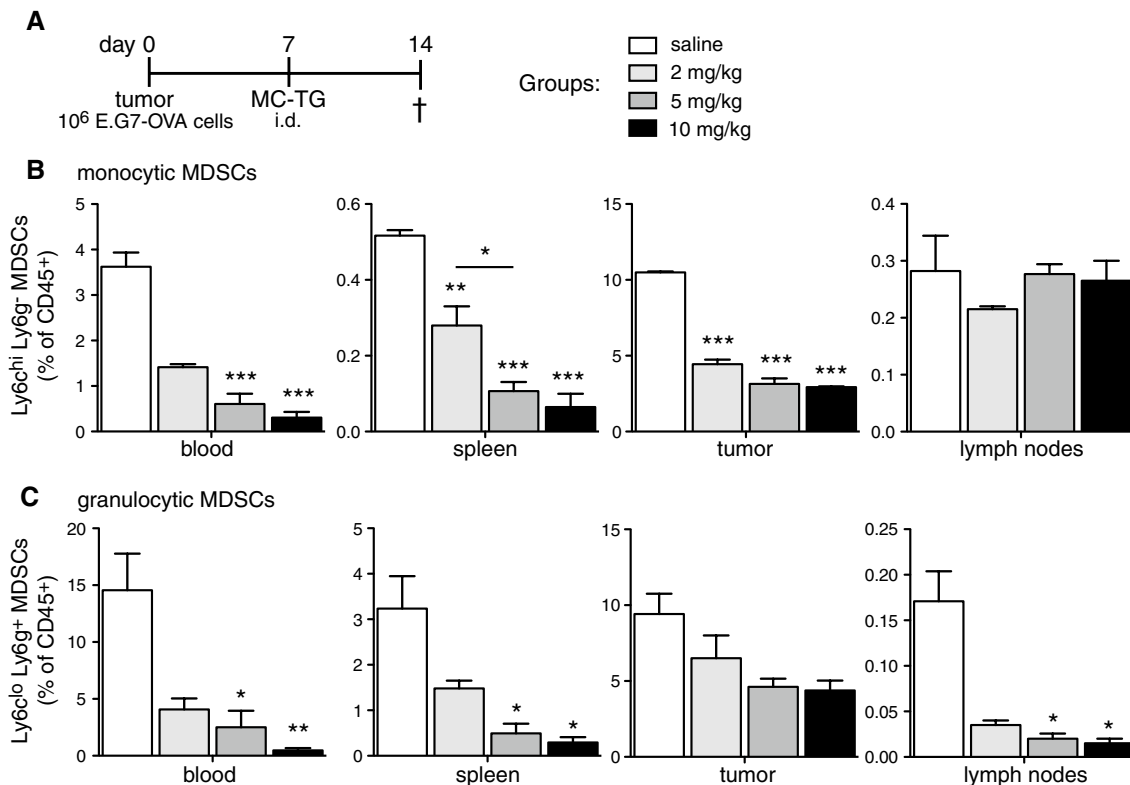 A
day 0 7 14
tumor MC-TG †
10⁶ E.G7-OVA cells i.d.
Groups:
saline
2 mg/kg
5 mg/kg
10 mg/kg
B monocytic MDSCs
Ly6c^hi Ly6g⁻ MDSCs
(% of CD45+)
5
4
3
2
1
0
***
***
blood
0.6
0.4
0.2
0.0
*
**
***
***
spleen
15
10
5
0
***
***
***
tumor
0.4
0.3
0.2
0.1
0.0
lymph nodes
C granulocytic MDSCs
Ly6c^lo Ly6g⁺ MDSCs
(% of CD45+)
20
15
10
5
0
*
**
blood
5
4
3
2
1
0
*
*
spleen
15
10
5
0
tumor
0.25
0.20
0.15
0.10
0.05
0.00
*
*
lymph nodes